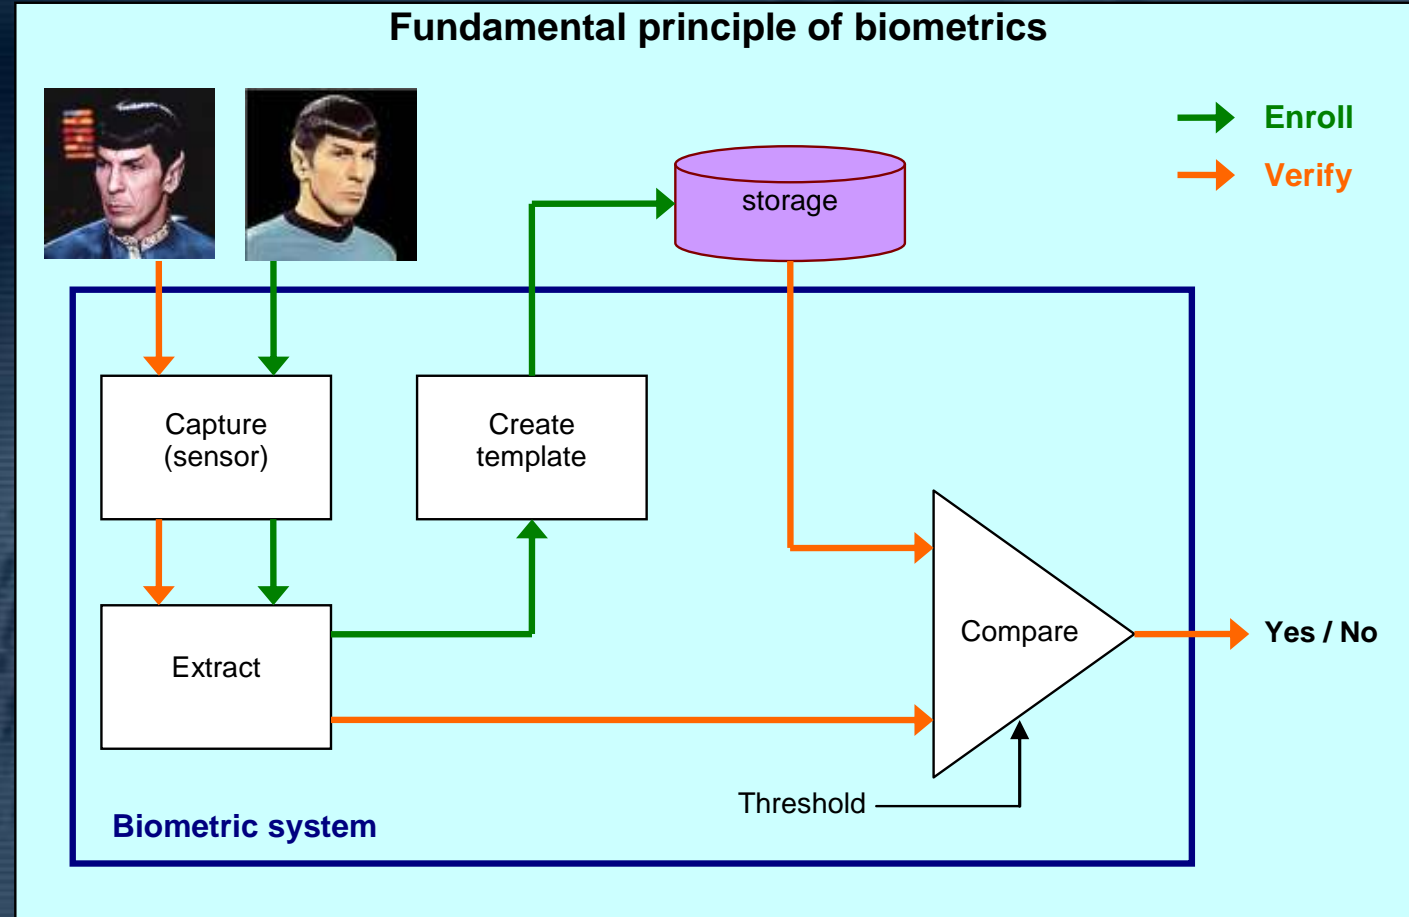 Fundamental principle of biometrics
Enroll
Verify
storage
Capture
(sensor)
Create
template
Extract
Compare
Yes / No
Threshold
Biometric system